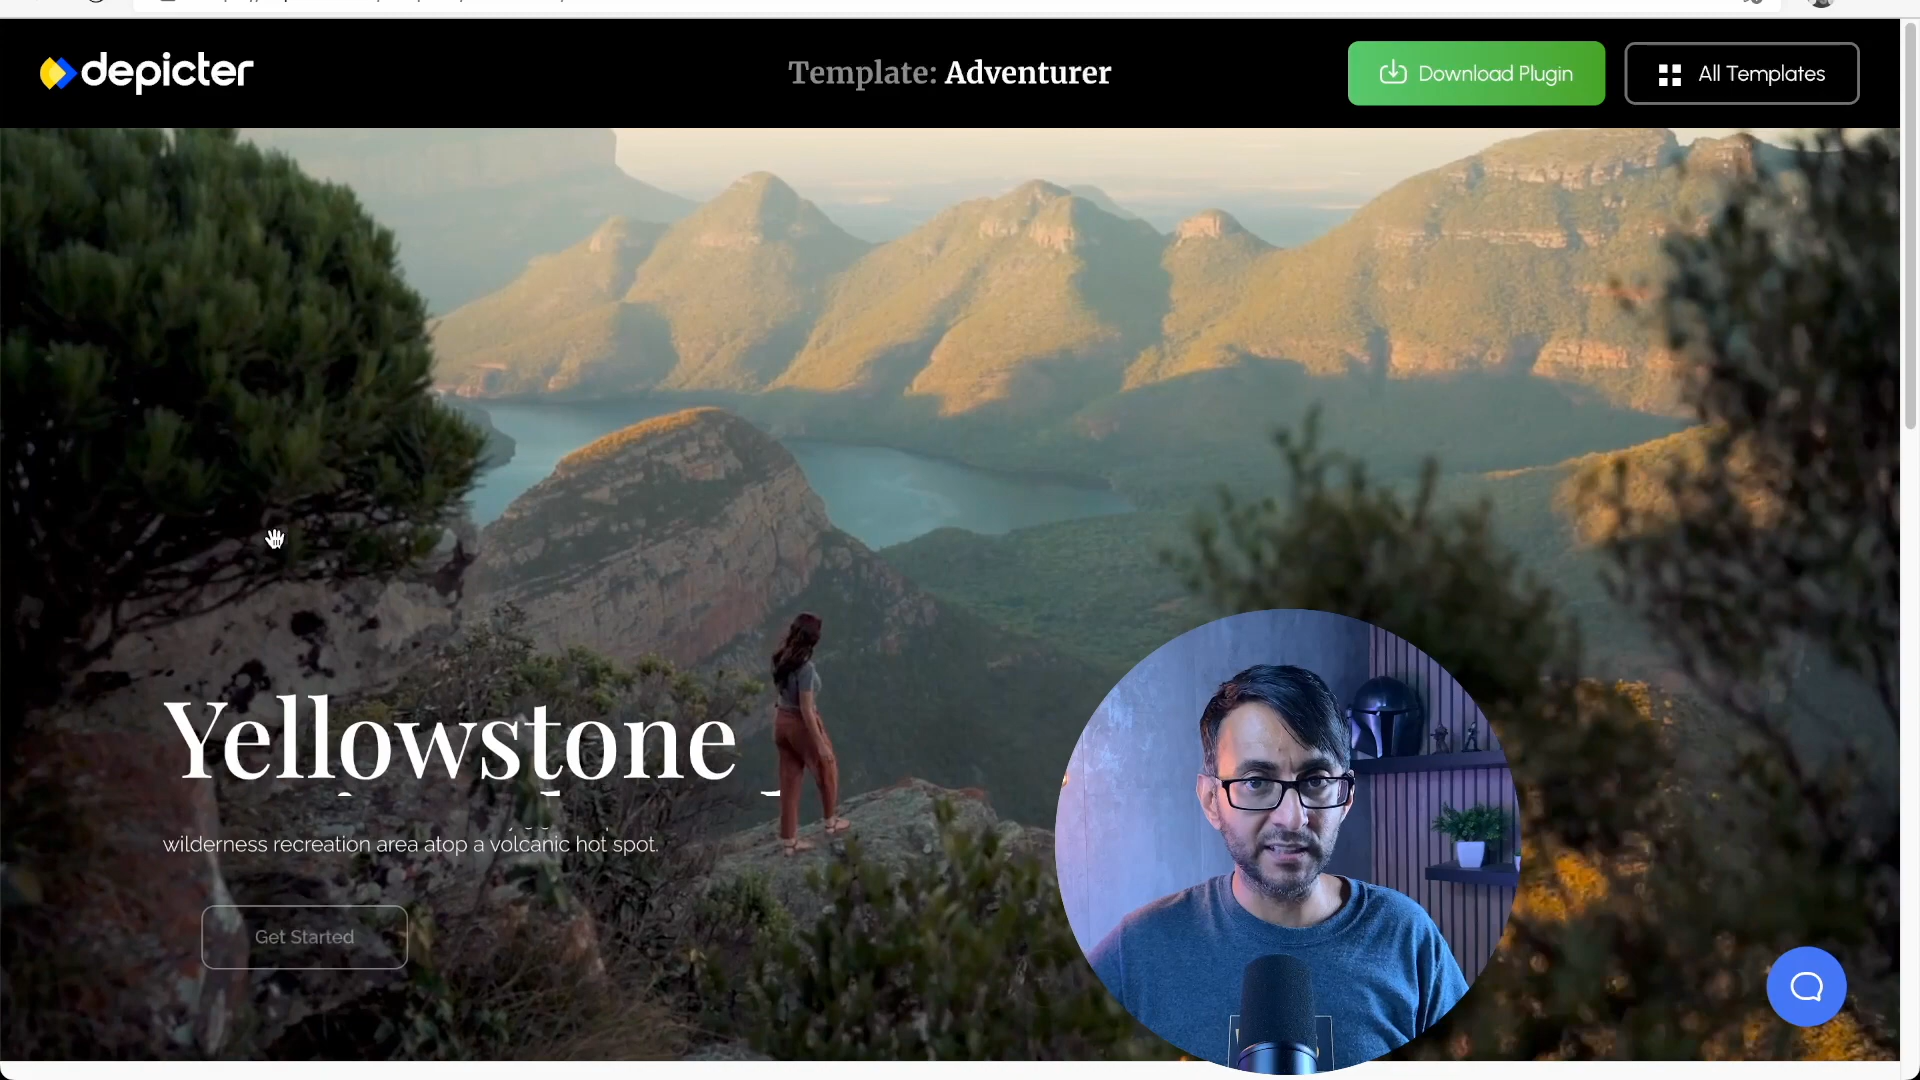 depicter
Template: Adventurer
Download Plugin
All Templates
Yellowstone
wilderness recreation area atop a volcanic hot spot.
Get Started